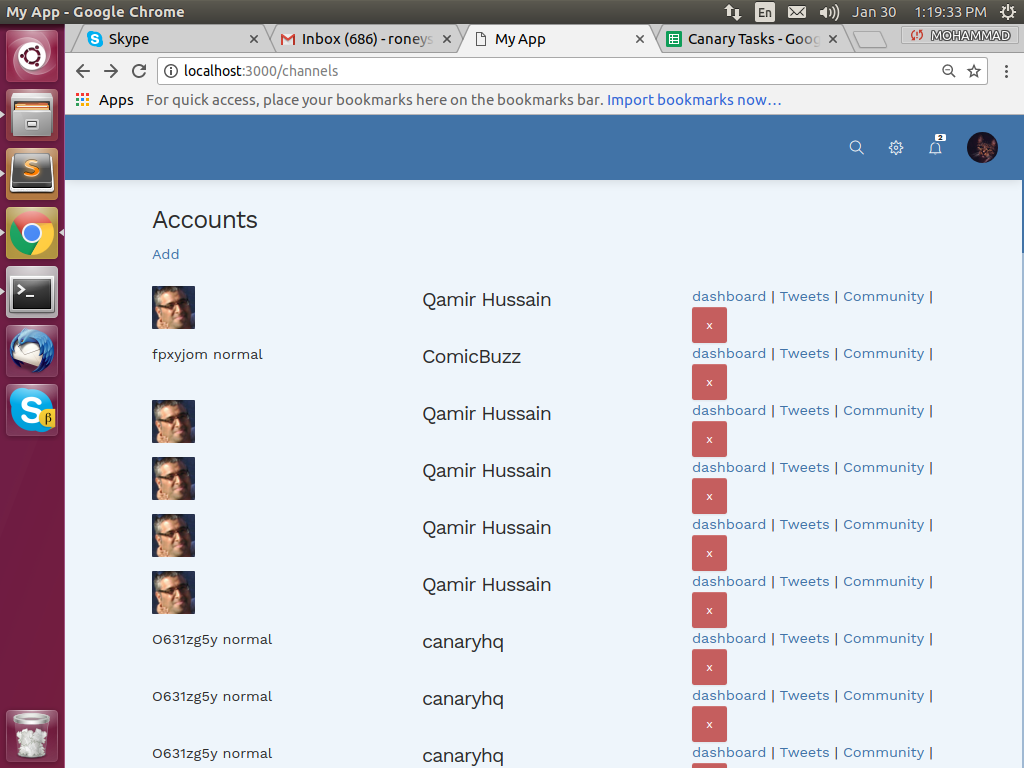 My App - Google Chrome
En
Jan 30
1:19:33 PM
Skype
Inbox (686) - roneys
My App
Canary Tasks - Goog
MOHAMMAD
localhost:3000/channels
Apps
For quick access, place your bookmarks here on the bookmarks bar. Import bookmarks now…
2
Accounts
Add
Qamir Hussain
dashboard | Tweets | Community |
x
fpxyjom normal
ComicBuzz
dashboard | Tweets | Community |
x
Qamir Hussain
dashboard | Tweets | Community |
x
Qamir Hussain
dashboard | Tweets | Community |
x
Qamir Hussain
dashboard | Tweets | Community |
x
Qamir Hussain
dashboard | Tweets | Community |
x
O631zg5y normal
canaryhq
dashboard | Tweets | Community |
x
O631zg5y normal
canaryhq
dashboard | Tweets | Community |
x
O631zg5y normal
canaryhq
dashboard | Tweets | Community |